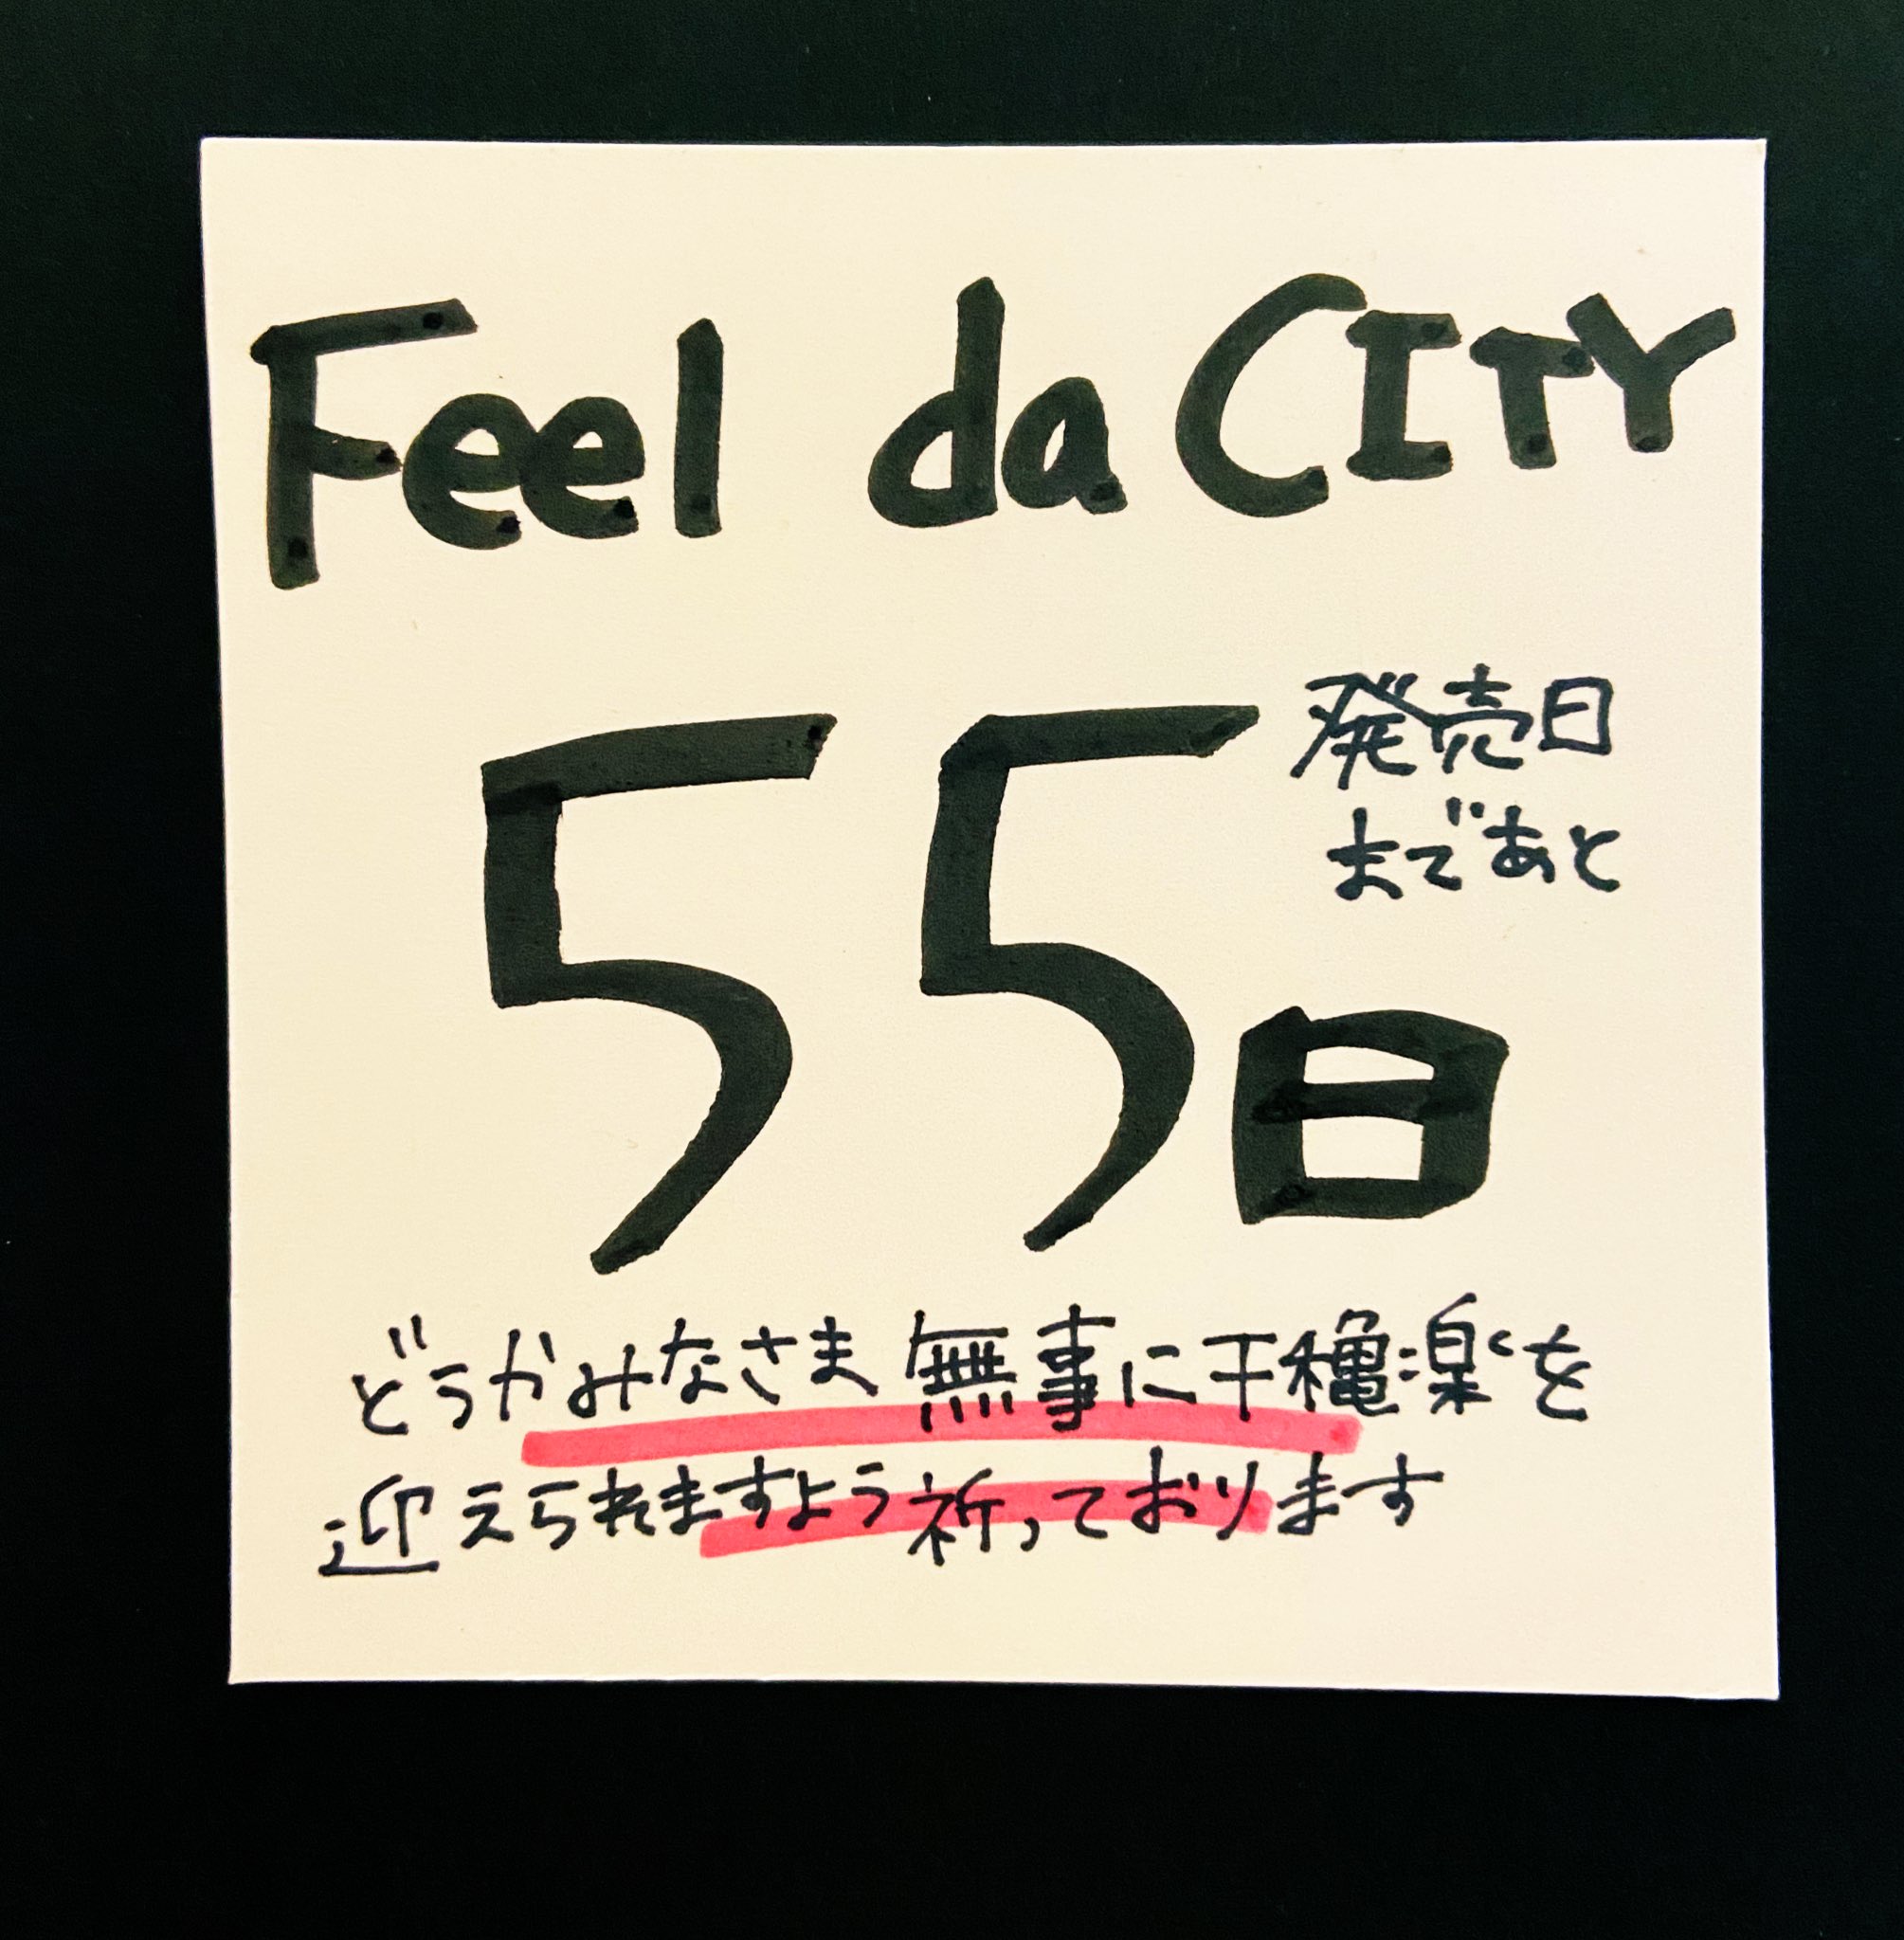 Feel da CITY
発売日
まであと
55日
どうかみなさま無事に千穐楽を
迎えられますよう祈っております